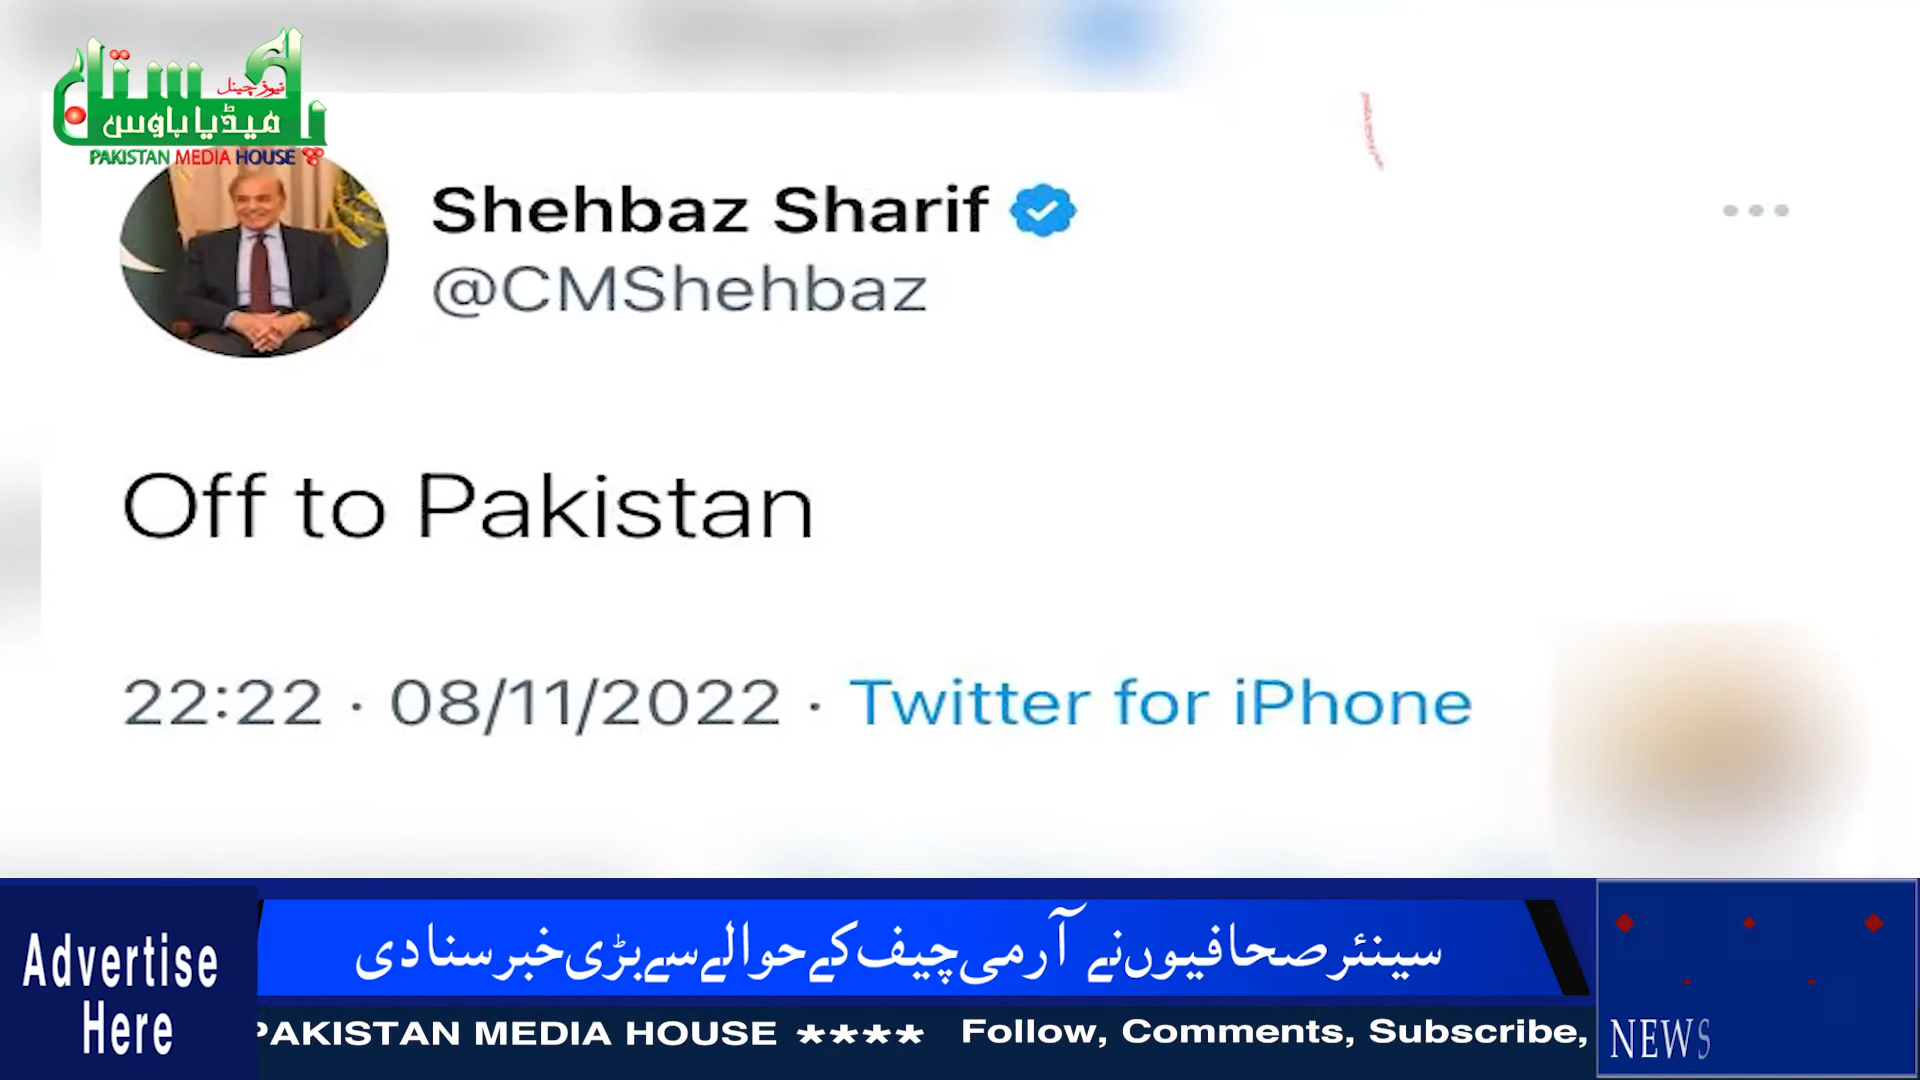 پاکستان
نیوز چینل
میڈیا ہاوس
PAKISTAN MEDIA HOUSE
Shehbaz Sharif
@CMShehbaz
Off to Pakistan
22:22 · 08/11/2022 · Twitter for iPhone
سینئر صحافیوں نے آرمی چیف کے حوالے سے بڑی خبر سنا دی
Advertise
Here
PAKISTAN MEDIA HOUSE **** Follow, Comments, Subscribe,
NEWS